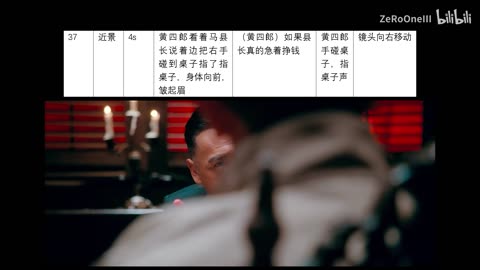 ZeRoOneIII bilibili
37 近景 4s 黄四郎看着马县 （黄四郎）如果县 黄四郎 镜头向右移动
长说着边把右手 长真的急着挣钱 手碰桌
碰到桌子指了指 子，指
桌子，身体向前， 桌子声
皱起眉